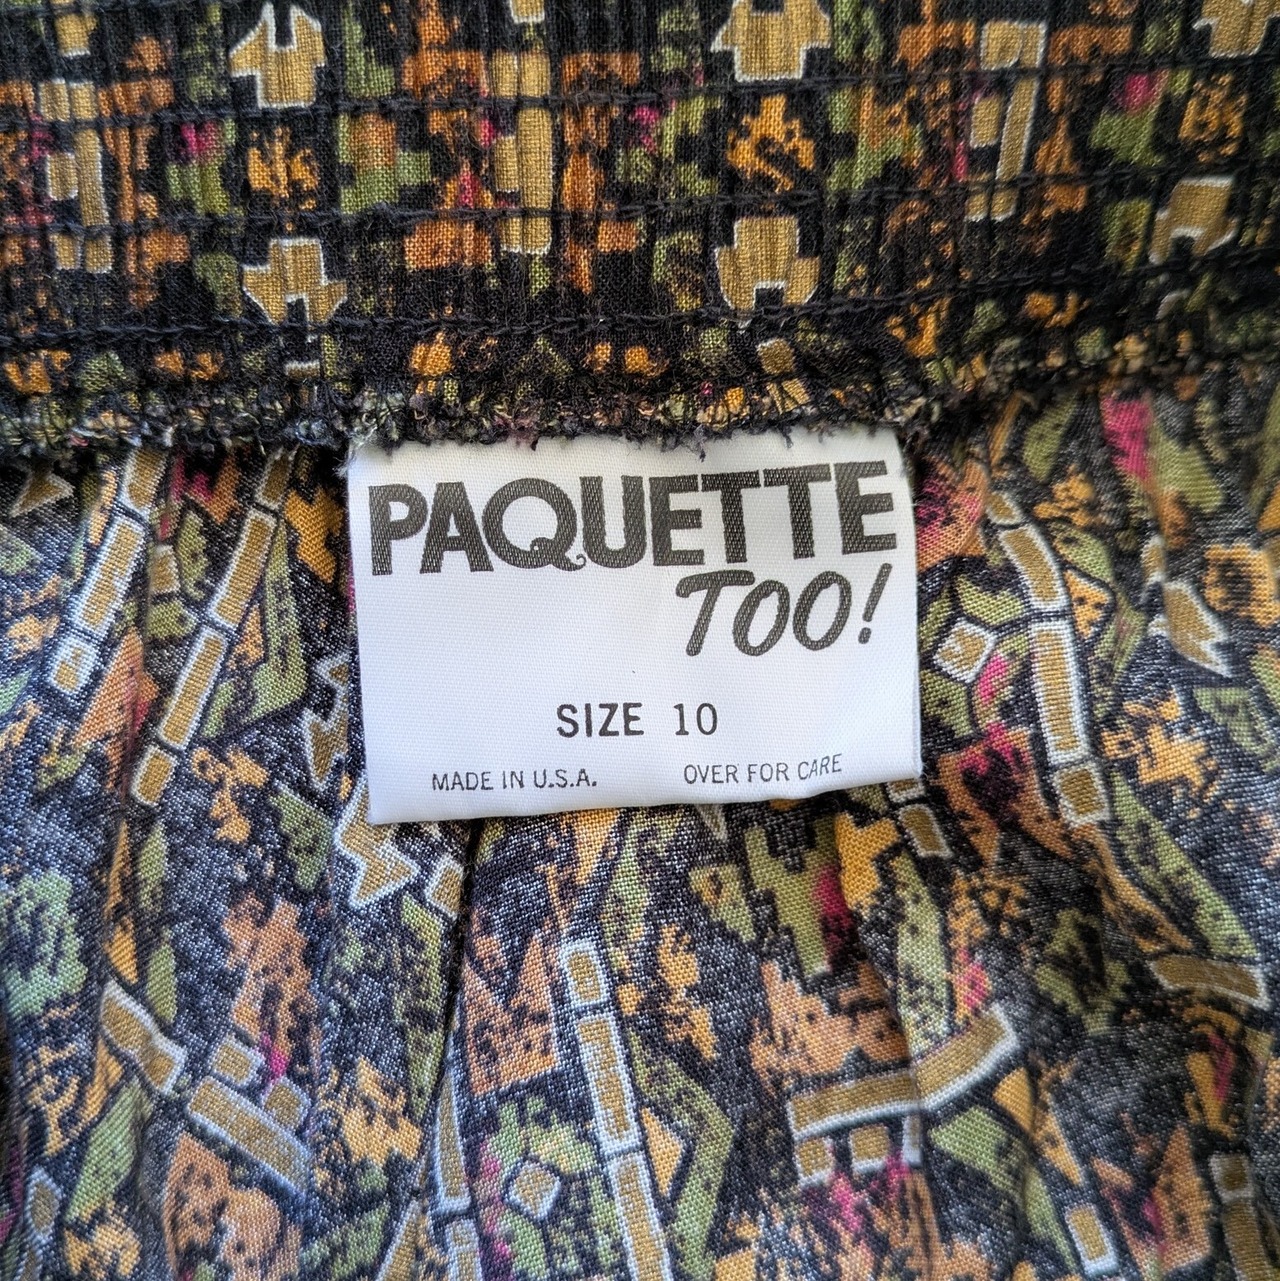 PAQUETTE
TOO!
SIZE 10
MADE IN U.S.A. OVER FOR CARE